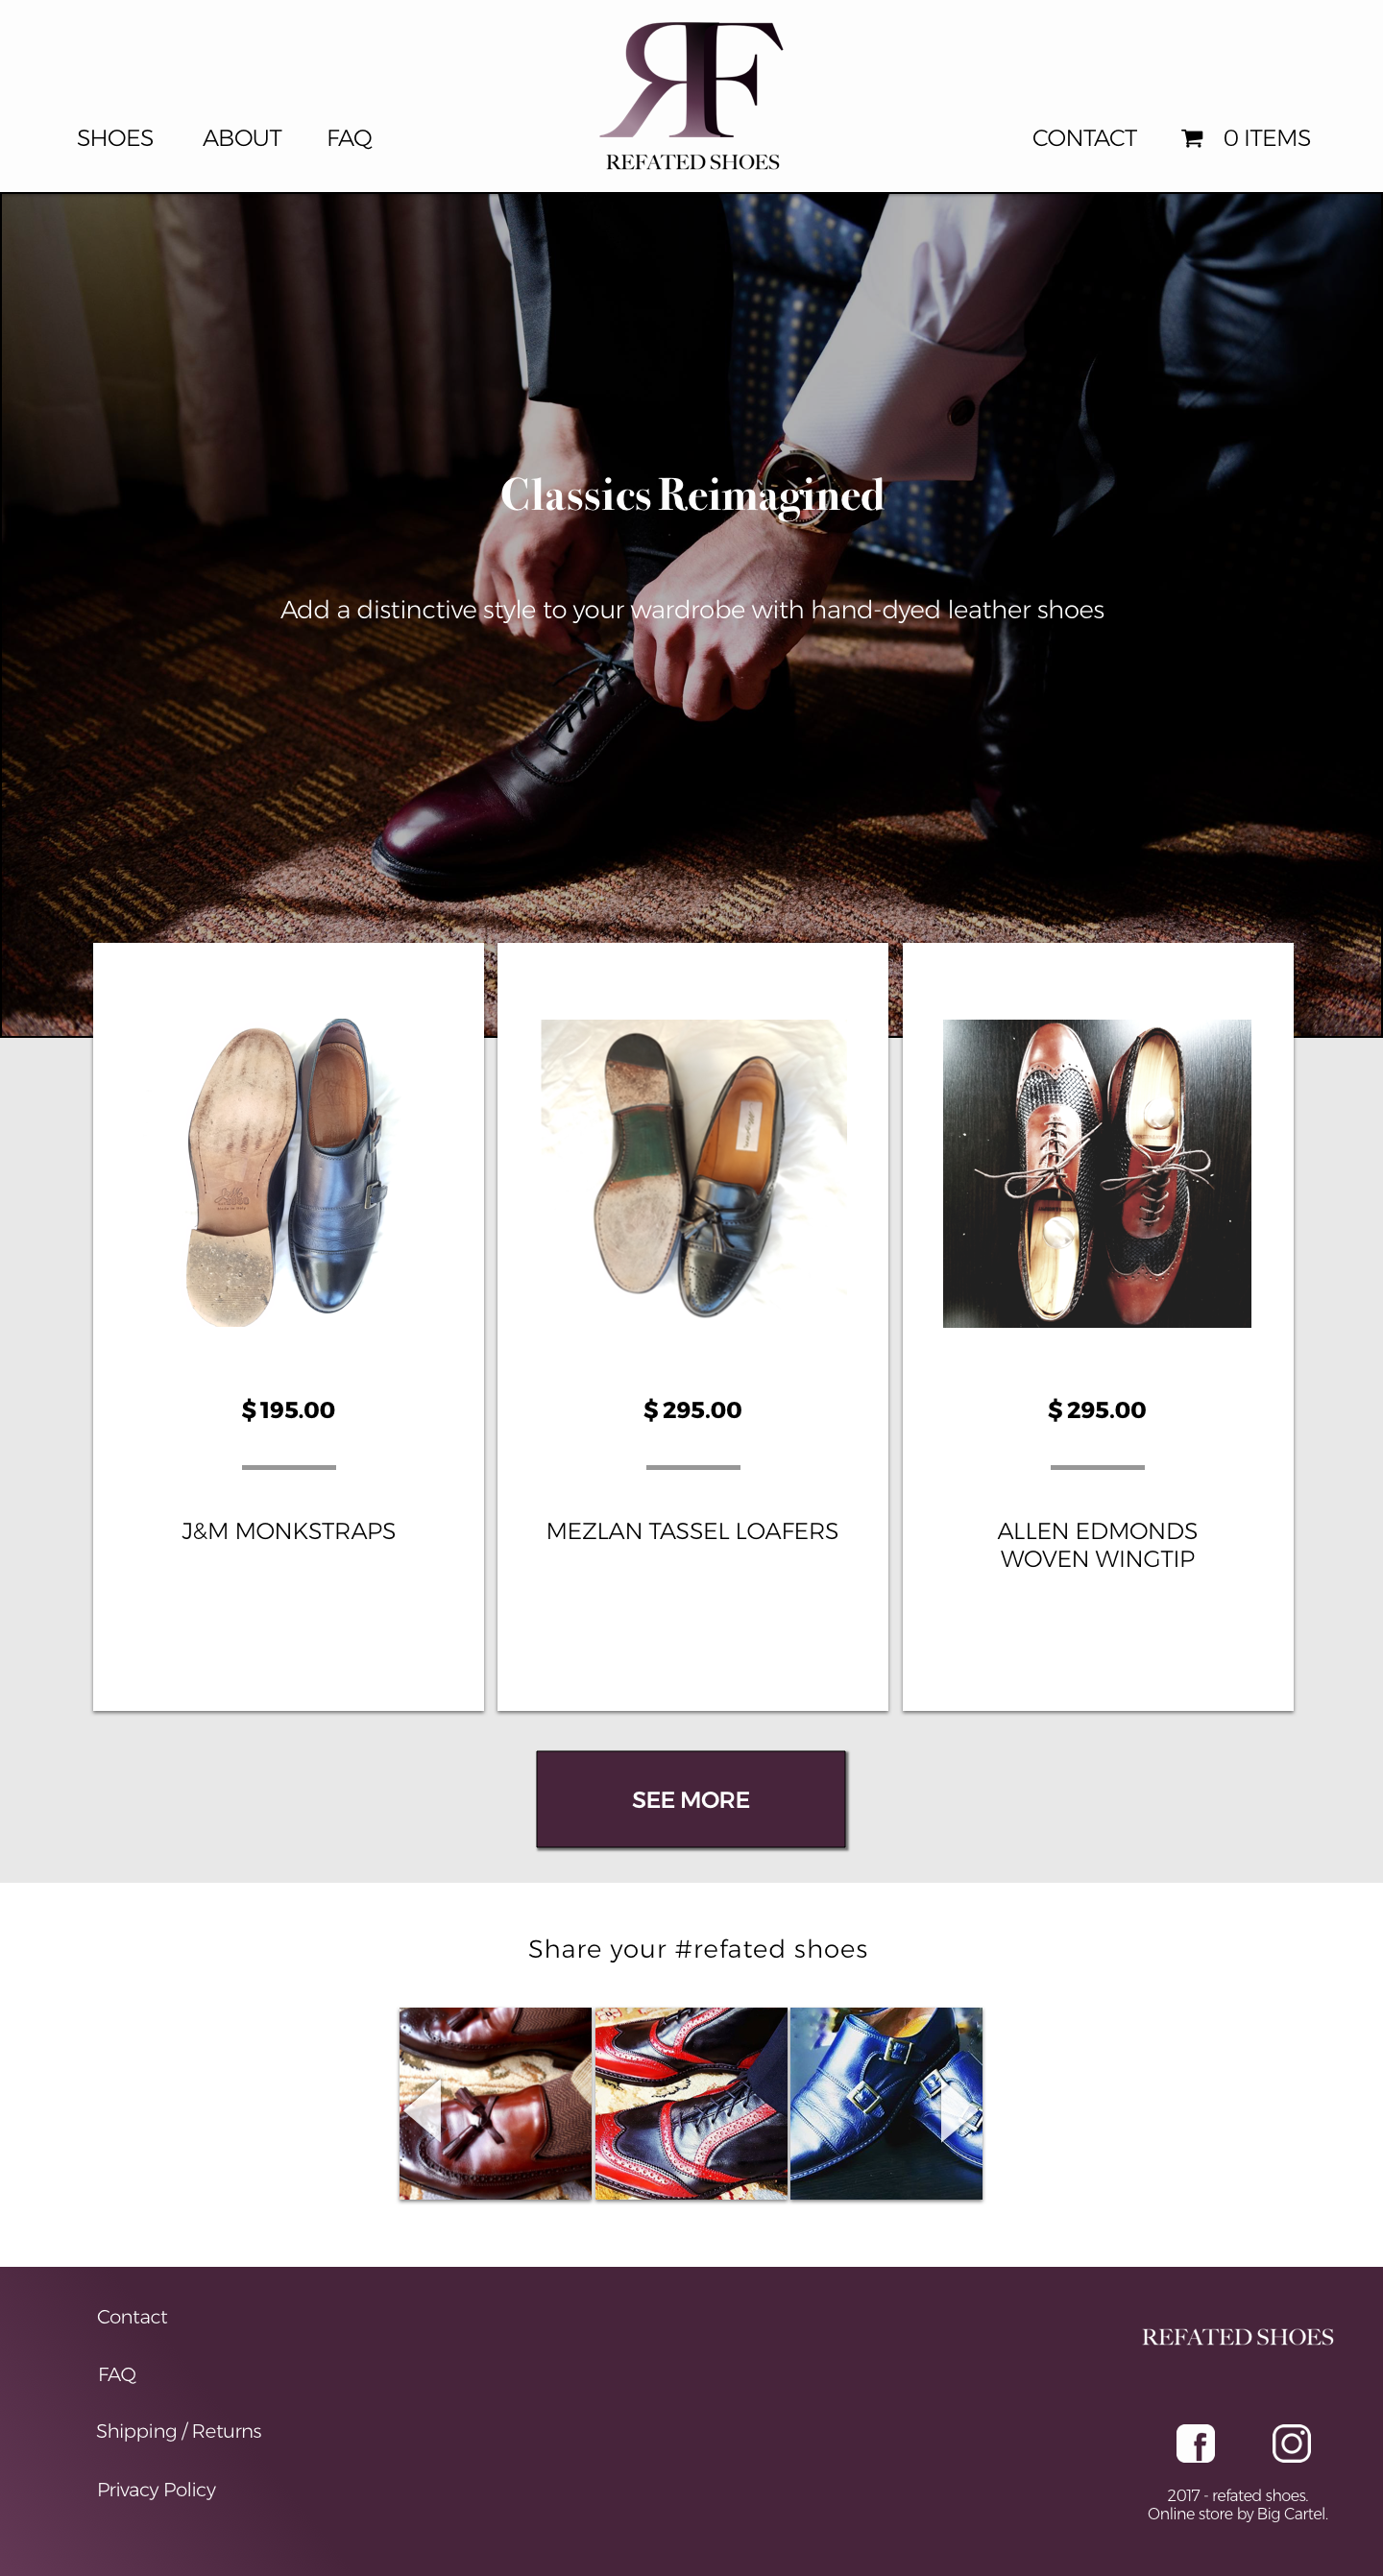 RF
REFATED SHOES
SHOES ABOUT FAQ CONTACT 0 ITEMS
Classics Reimagined
Add a distinctive style to your wardrobe with hand-dyed leather shoes
$ 195.00
J&M MONKSTRAPS
$ 295.00
MEZLAN TASSEL LOAFERS
$ 295.00
ALLEN EDMONDS
WOVEN WINGTIP
SEE MORE
Share your #refated shoes
Contact
FAQ
Shipping / Returns
Privacy Policy
REFATED SHOES
2017 - refated shoes.
Online store by Big Cartel.